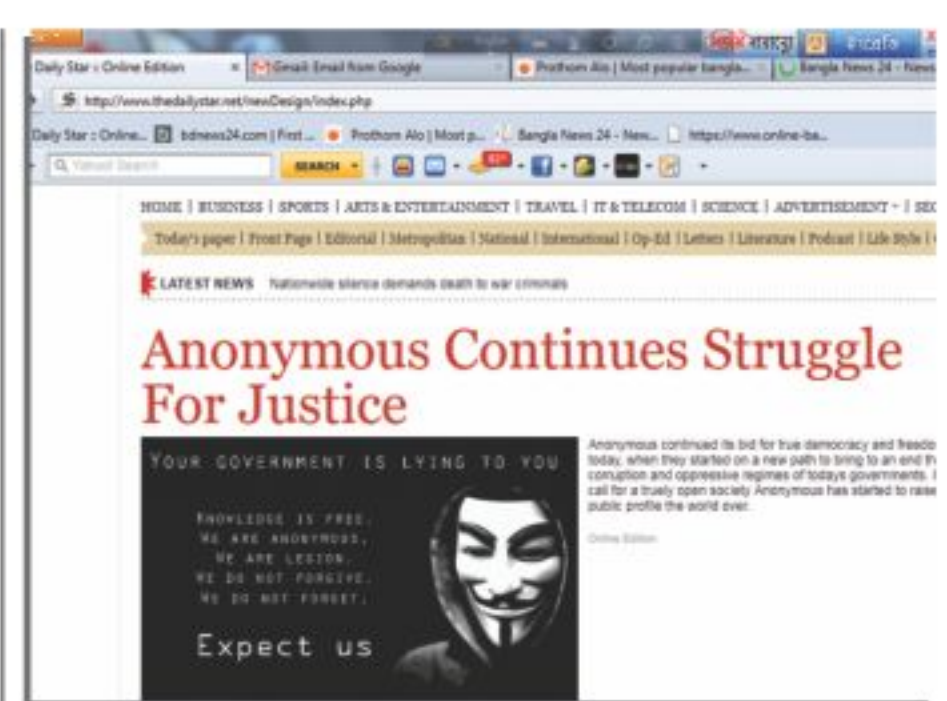 Daily Star : Online Edition
Gmail: Email from Google
Prothom Alo | Most popular bangla...
Bangla News 24 - News
http://www.thedailystar.net/newDesign/index.php
Daily Star : Online...
bdnews24.com | First ...
Prothom Alo | Most p...
Bangla News 24 - New...
https://www.online-ba...
Yahoo! Search
SEARCH
HOME | BUSINESS | SPORTS | ARTS & ENTERTAINMENT | TRAVEL | IT & TELECOM | SCIENCE | ADVERTISEMENT | SEC
Today's paper | Front Page | Editorial | Metropolitan | National | International | Op-Ed | Letters | Literature | Podcast | Life Style |
LATEST NEWS Nationwide silence demands death to war criminals
Anonymous Continues Struggle
For Justice
YOUR GOVERNMENT IS LYING TO YOU
KNOWLEDGE IS FREE.
WE ARE ANONYMOUS,
WE ARE LEGION.
WE DO NOT FORGIVE.
WE DO NOT FORGET,
Expect us
Anonymous continued its bid for true democracy and freedo
today, when they started on a new path to bring to an end th
corruption and oppressive regimes of todays governments.
call for a truely open society Anonymous has started to raise
public profile the world over.
Online Edition